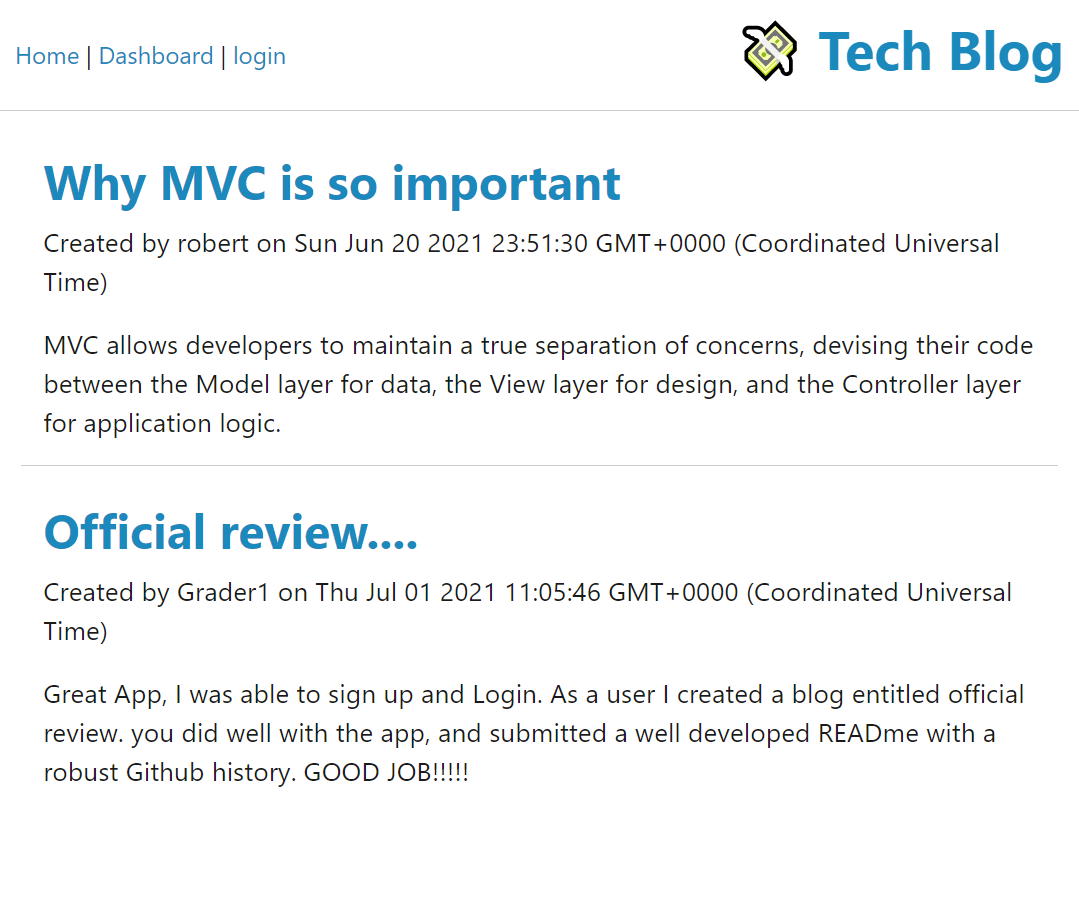 Home | Dashboard | login
Tech Blog
Why MVC is so important
Created by robert on Sun Jun 20 2021 23:51:30 GMT+0000 (Coordinated Universal
Time)
MVC allows developers to maintain a true separation of concerns, devising their code
between the Model layer for data, the View layer for design, and the Controller layer
for application logic.
Official review....
Created by Grader1 on Thu Jul 01 2021 11:05:46 GMT+0000 (Coordinated Universal
Time)
Great App, I was able to sign up and Login. As a user I created a blog entitled official
review. you did well with the app, and submitted a well developed READme with a
robust Github history. GOOD JOB!!!!!